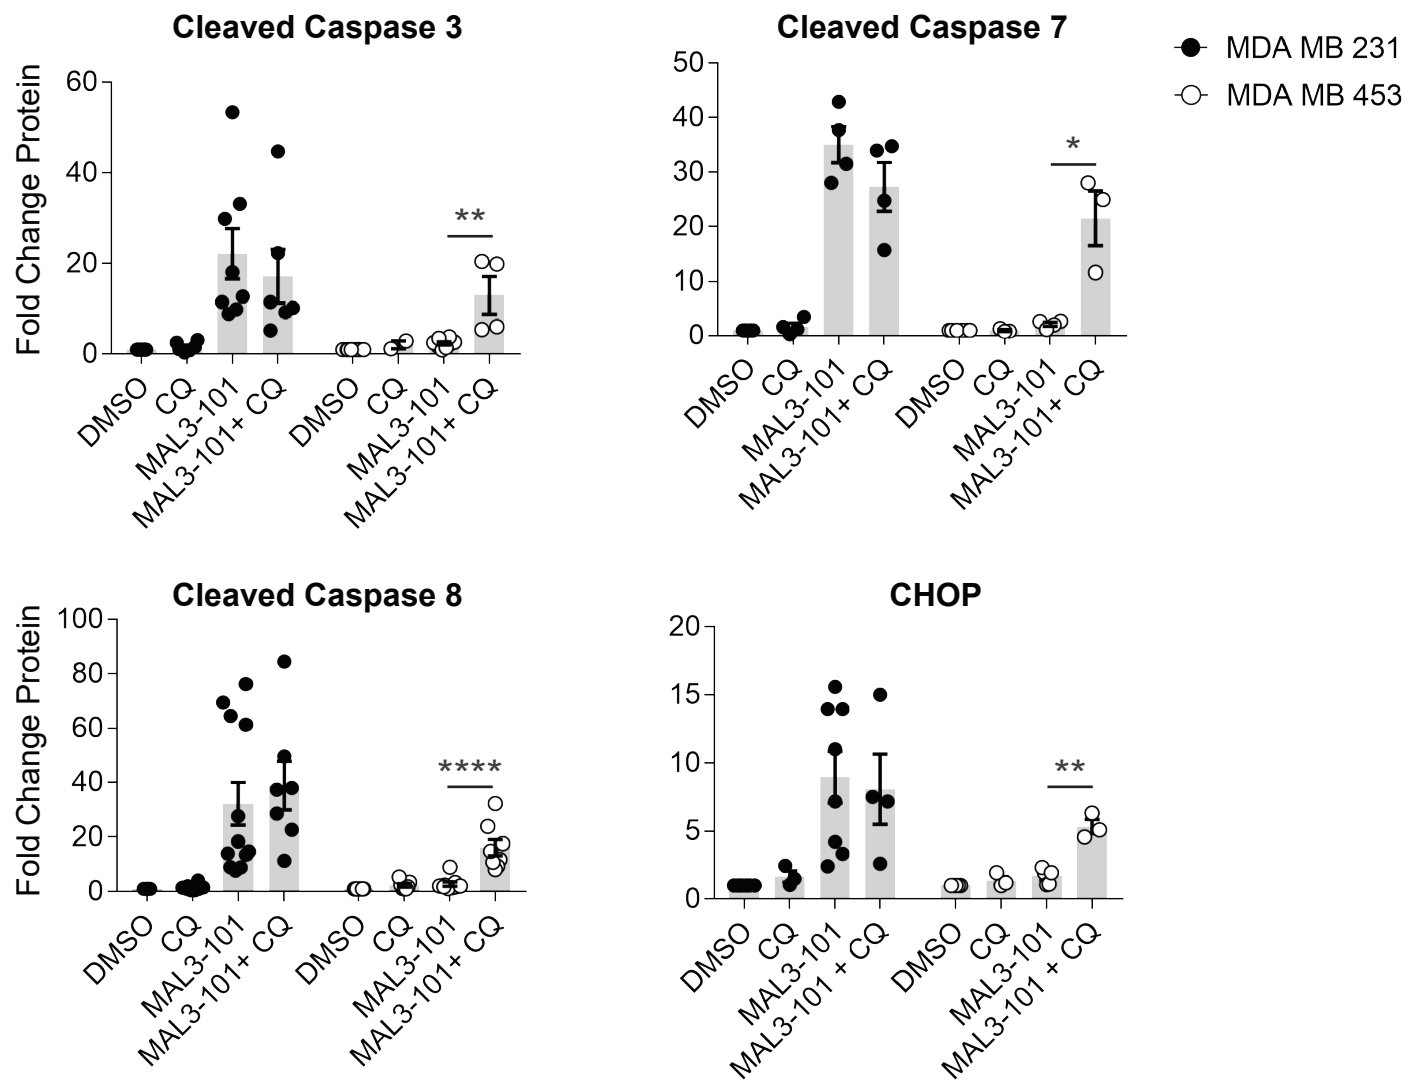 Cleaved Caspase 3
Fold Change Protein
60
40
20
0
**
DMSO
CQ
MAL3-101
MAL3-101+ CQ
DMSO
CQ
MAL3-101
MAL3-101+ CQ
Cleaved Caspase 7
50
40
30
20
10
0
*
DMSO
CQ
MAL3-101
MAL3-101+ CQ
DMSO
CQ
MAL3-101
MAL3-101+ CQ
MDA MB 231
MDA MB 453
Cleaved Caspase 8
Fold Change Protein
100
80
60
40
20
0
****
DMSO
CQ
MAL3-101
MAL3-101+ CQ
DMSO
CQ
MAL3-101
MAL3-101+ CQ
CHOP
20
15
10
5
0
**
DMSO
CQ
MAL3-101
MAL3-101 + CQ
DMSO
CQ
MAL3-101
MAL3-101 + CQ